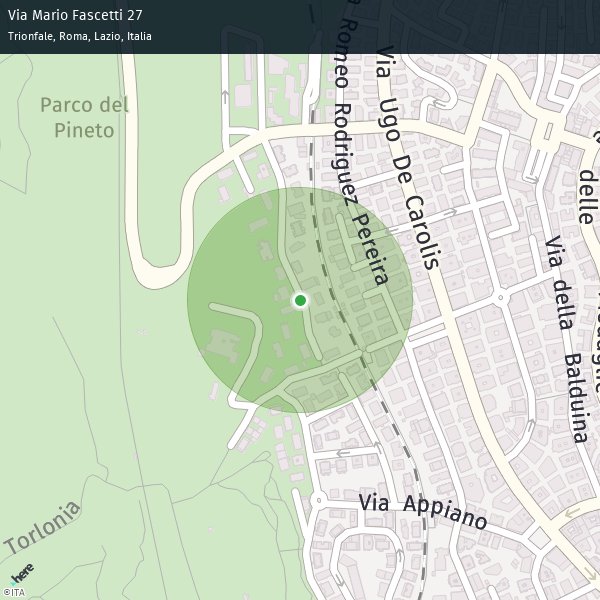 Via Mario Fascetti 27
Trionfale, Roma, Lazio, Italia
Parco del
Pineto
Romeo Rodriguez Pereira
Via Ugo De Carolis
delle
Via della Balduina
Via Appiano
Torlonia
here
©ITA